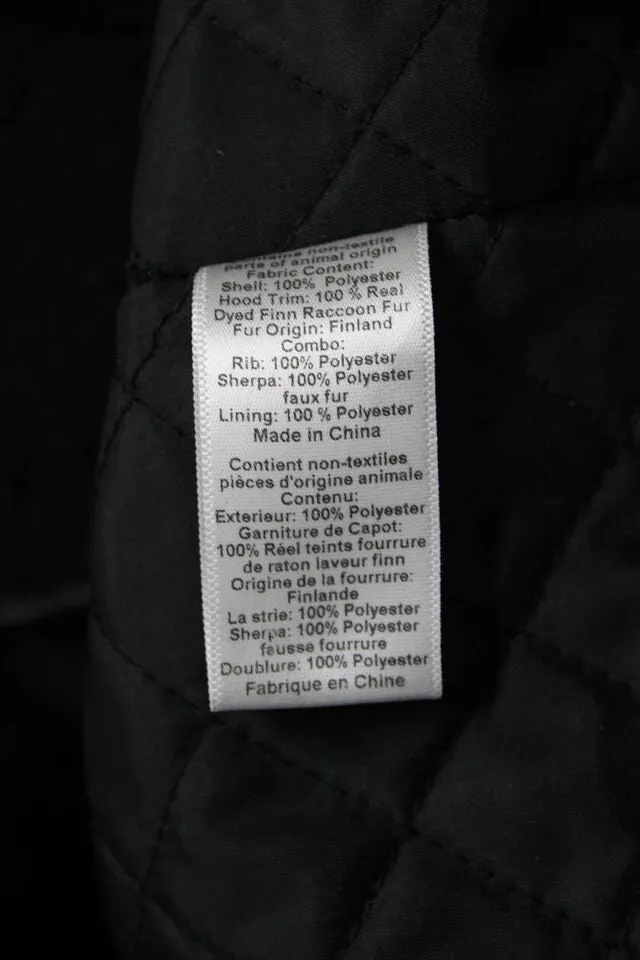 Contains non-textile
parts of animal origin
Fabric Content:
Shell: 100% Polyester
Hood Trim: 100 % Real
Dyed Finn Raccoon Fur
Fur Origin: Finland
Combo:
Rib: 100% Polyester
Sherpa: 100% Polyester
faux fur
Lining: 100 % Polyester
Made in China
Contient non-textiles
pièces d'origine animale
Contenu:
Exterieur: 100% Polyester
Garniture de Capot:
100% Réel teints fourrure
de raton laveur finn
Origine de la fourrure:
Finlande
La strie: 100% Polyester
Sherpa: 100% Polyester
fausse fourrure
Doublure: 100% Polyester
Fabrique en Chine